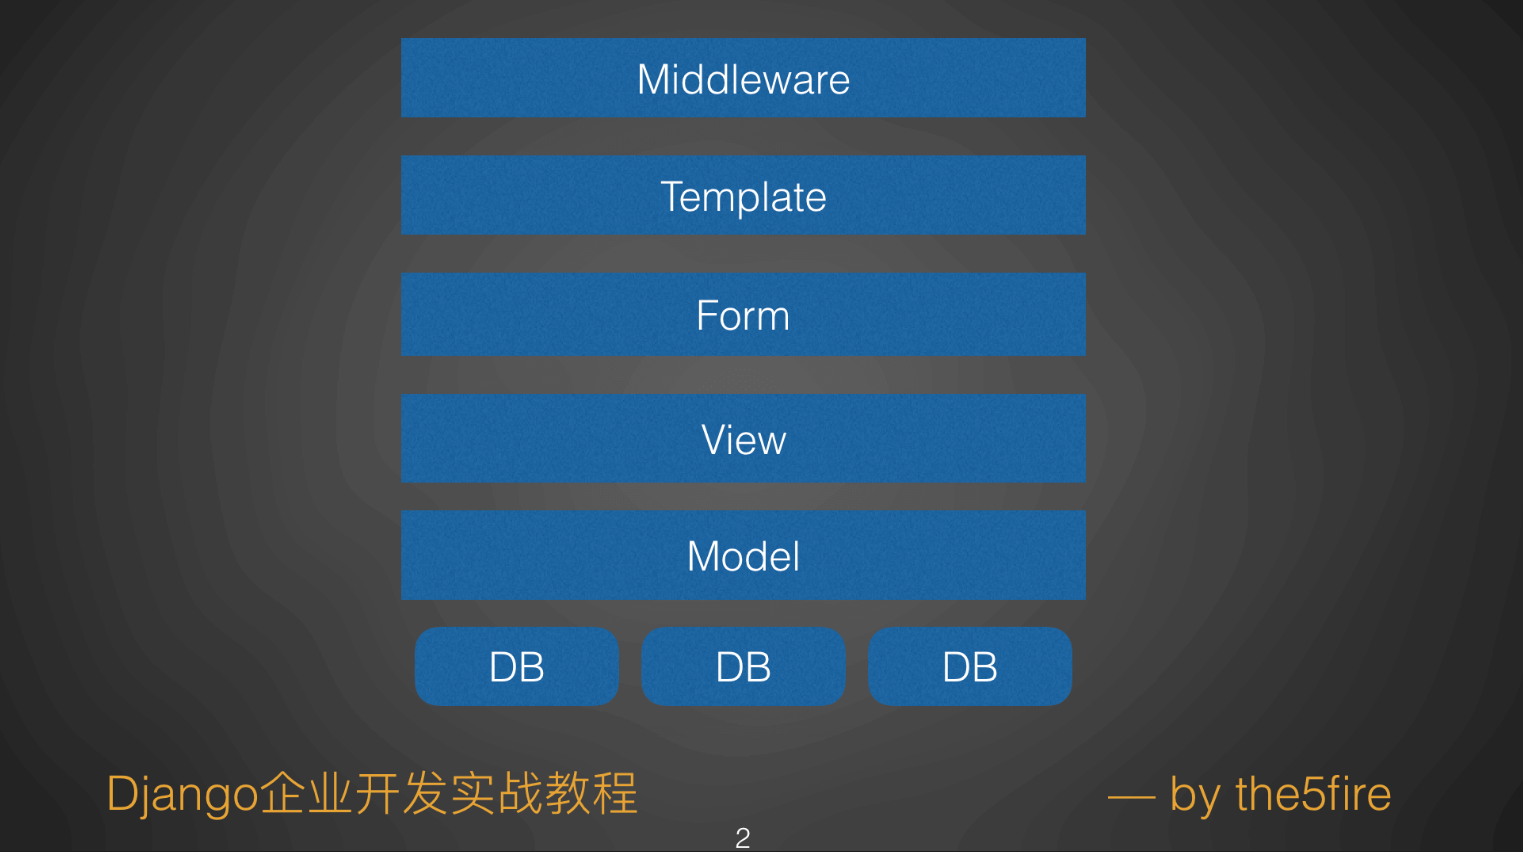 Middleware
Template
Form
View
Model
DB DB DB
Django企业开发实战教程
— by the5fire
2